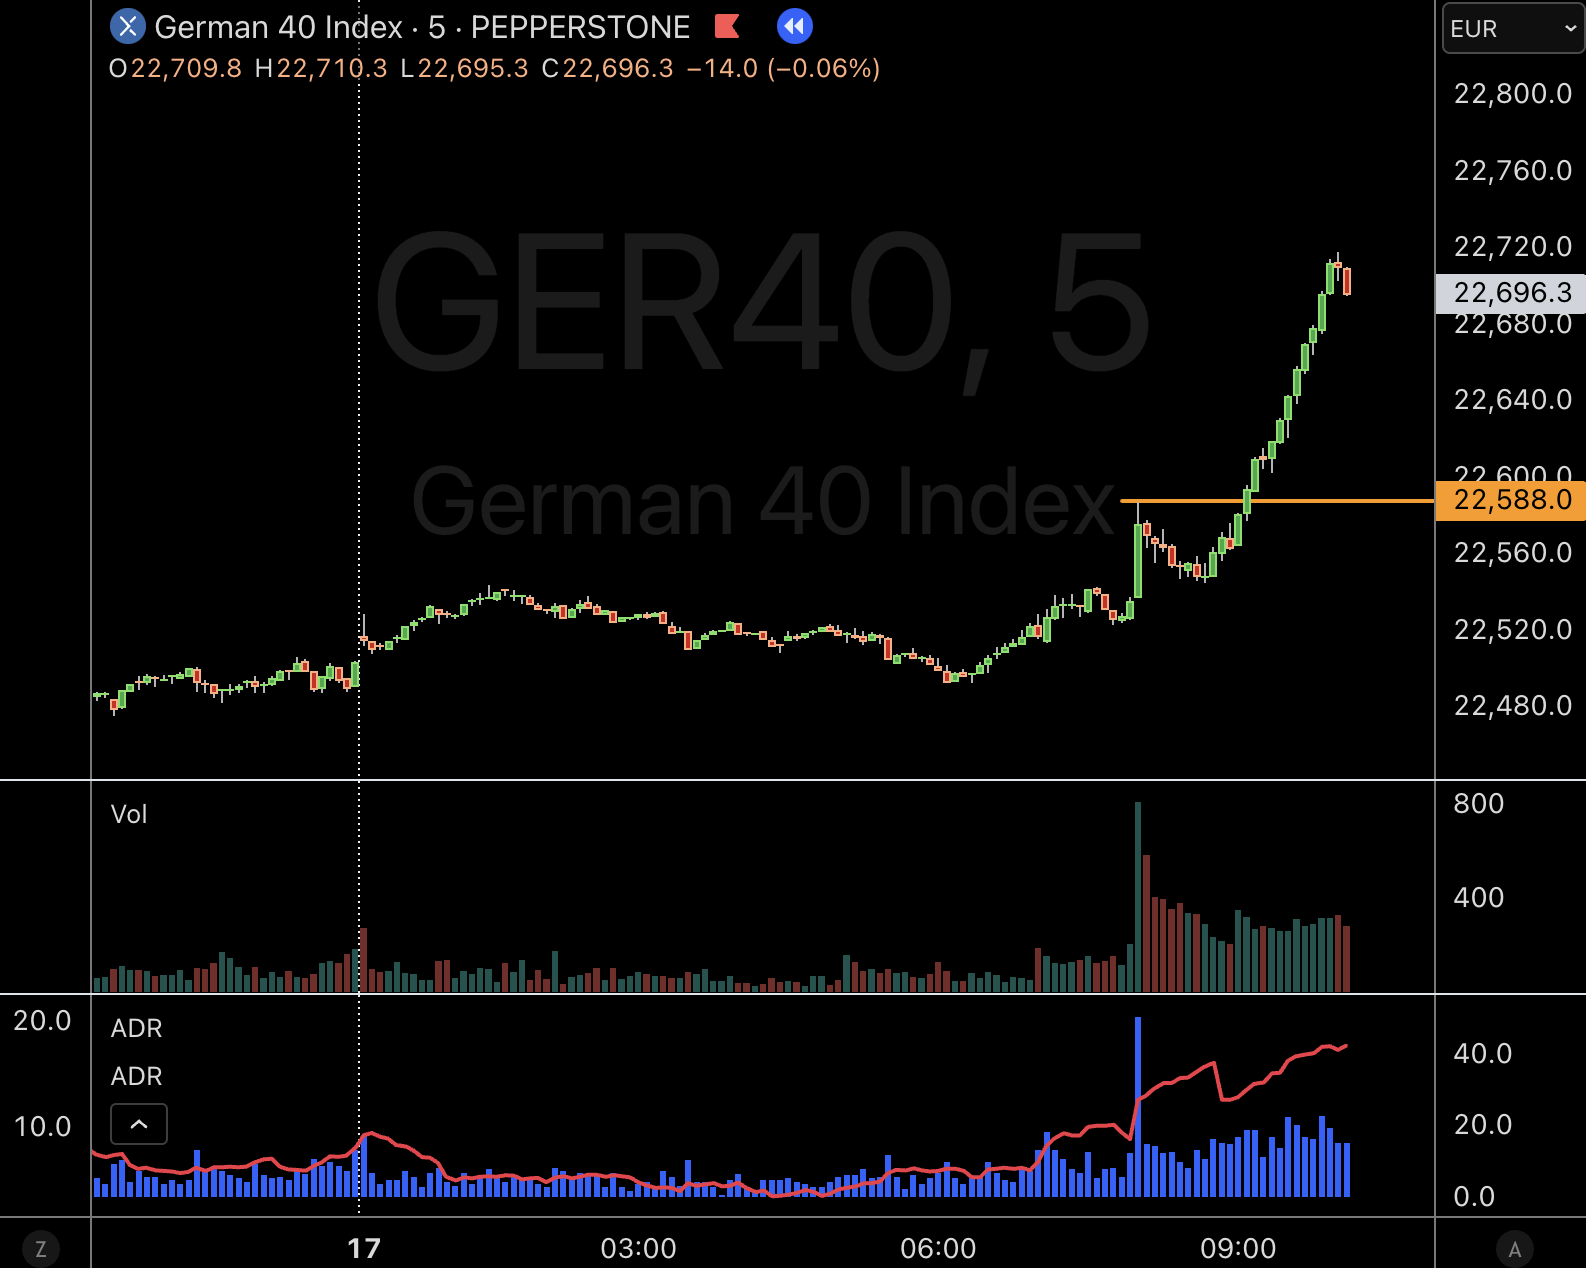 German 40 Index · 5 · PEPPERSTONE
O22,709.8 H22,710.3 L22,695.3 C22,696.3 −14.0 (−0.06%)
EUR
22,800.0
22,760.0
22,720.0
22,696.3
22,680.0
22,640.0
22,600.0
22,588.0
22,560.0
22,520.0
22,480.0
GER40, 5
German 40 Index
Vol
800
400
ADR
ADR
20.0
10.0
40.0
20.0
0.0
Z
17 03:00 06:00 09:00
A